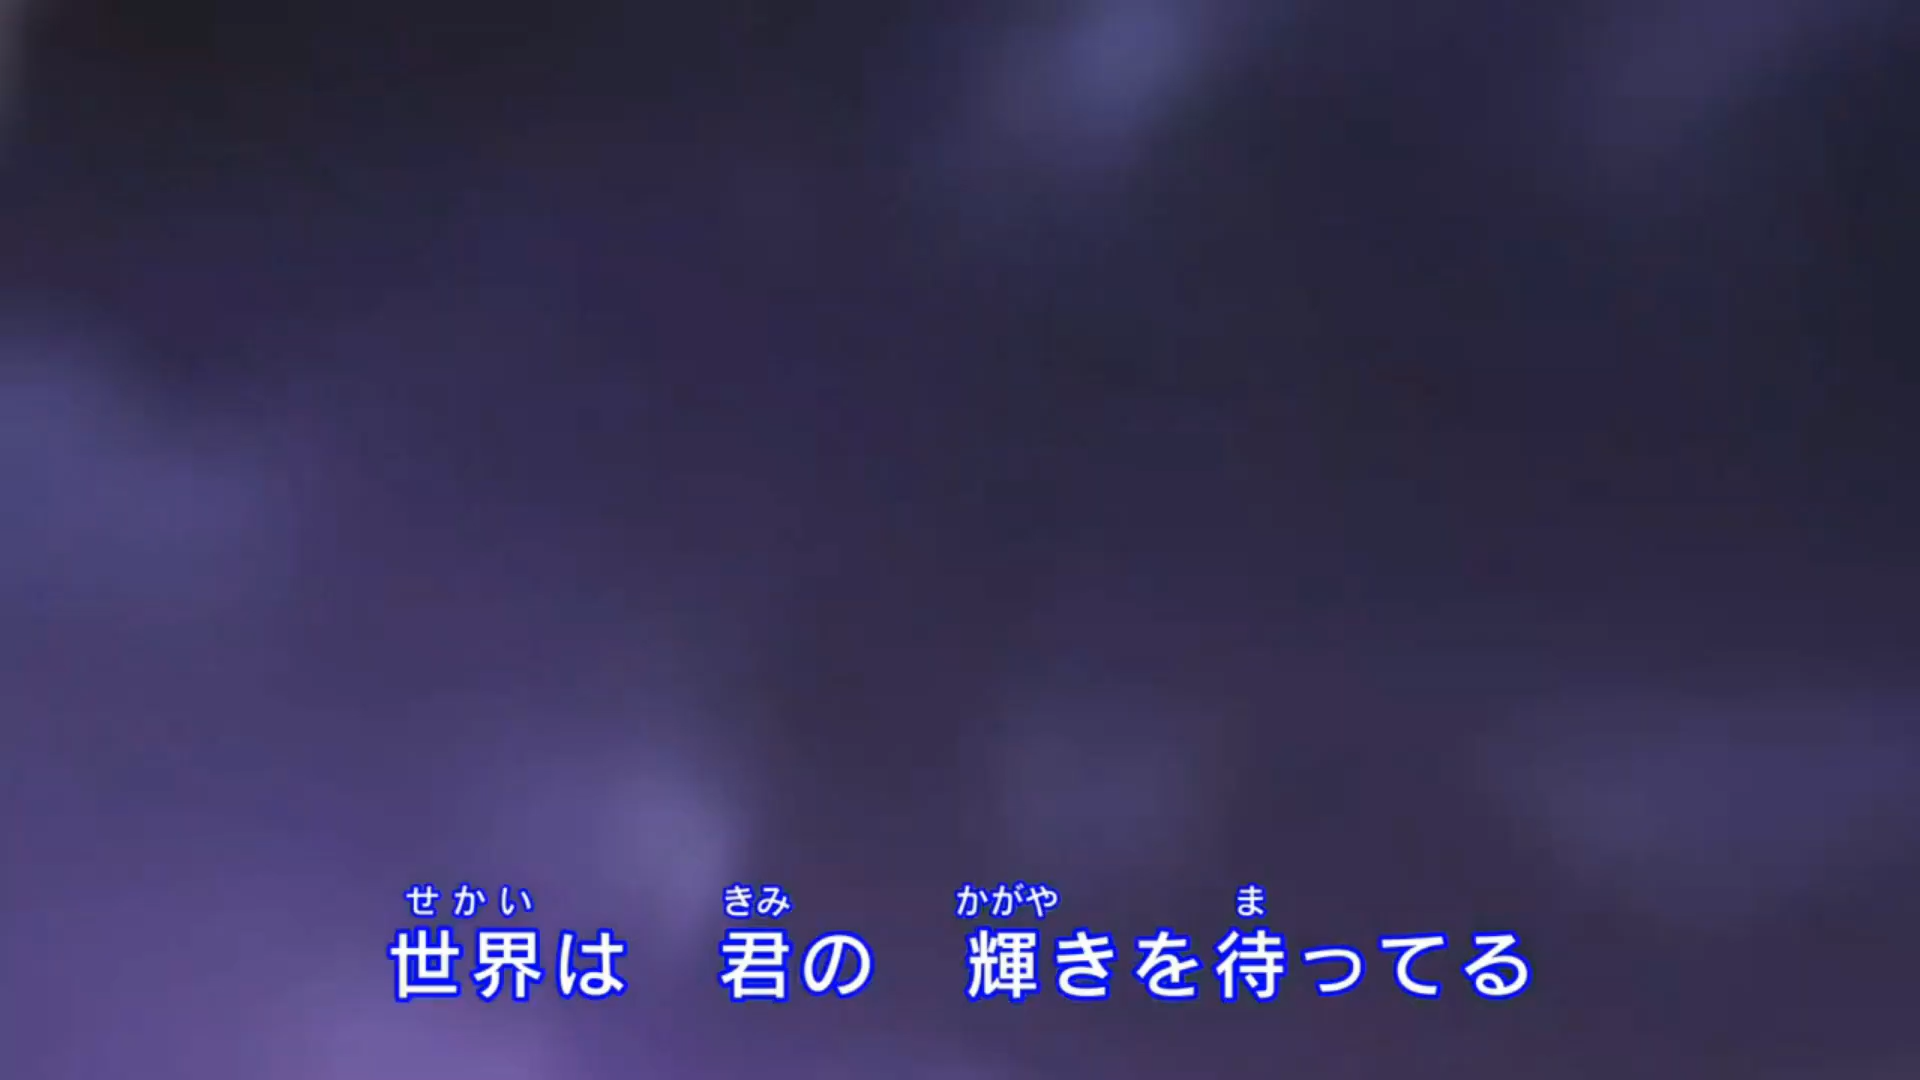 せかい きみ かがや ま
世界は 君の 輝きを待ってる